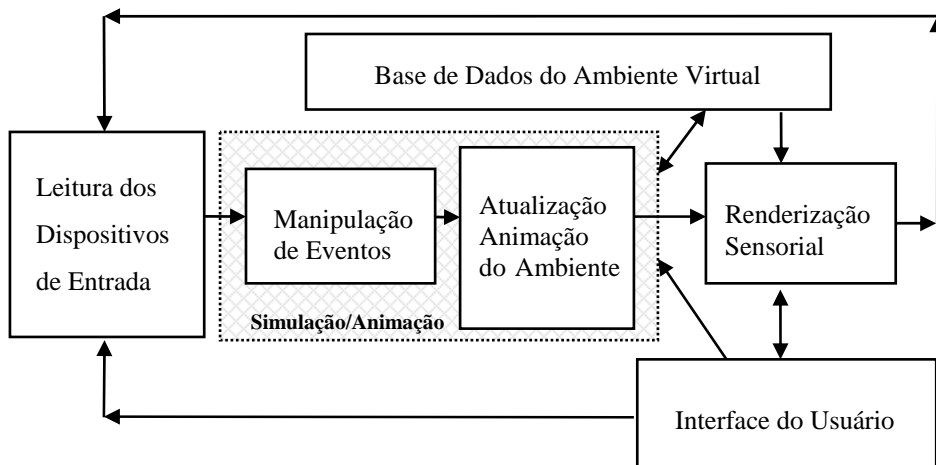 Base de Dados do Ambiente Virtual
Leitura dos
Dispositivos
de Entrada
Manipulação
de Eventos
Atualização
Animação
do Ambiente
Simulação/Animação
Renderização
Sensorial
Interface do Usuário